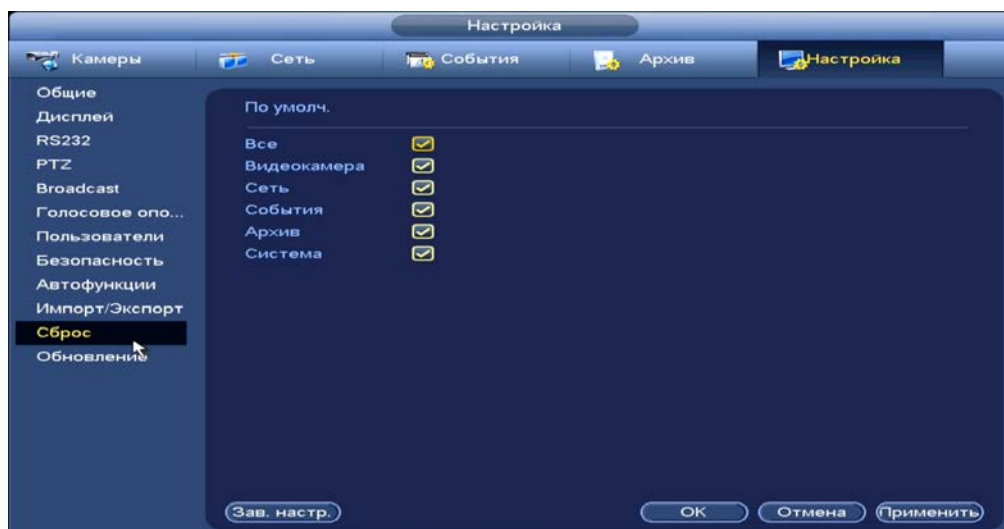 Настройка
Камеры Сеть События Архив Настройка
Общие
Дисплей
RS232
PTZ
Broadcast
Голосовое опо...
Пользователи
Безопасность
Автофункции
Импорт/Экспорт
Сброс
Обновление
По умолч.
Все
Видеокамера
Сеть
События
Архив
Система
Зав. настр. OK Отмена Применить